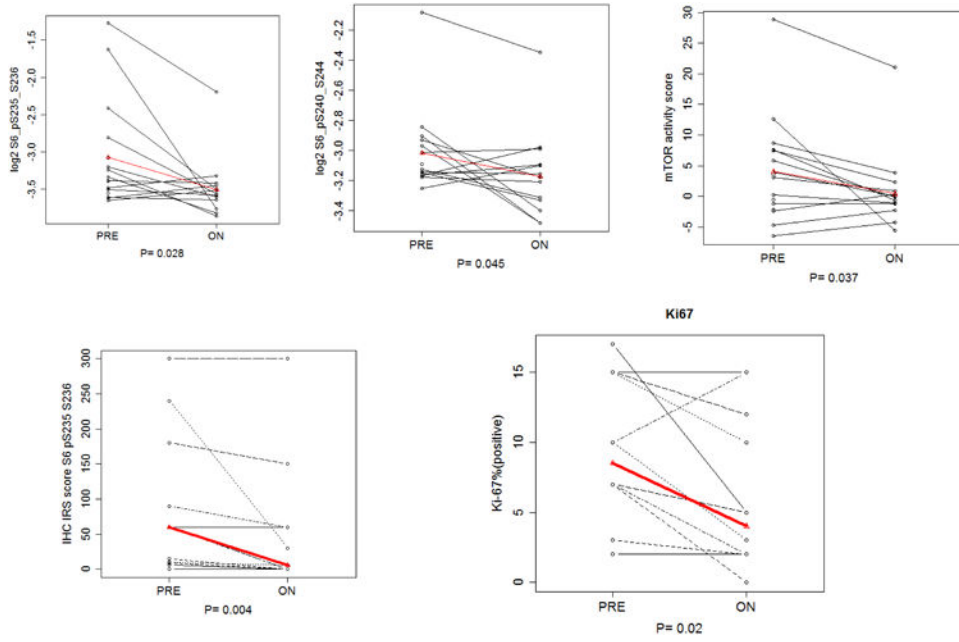 log2 S6_pS235_S236
-1.5
-2.0
-2.5
-3.0
-3.5
PRE
ON
P= 0.028
log2 S6_pS240_S244
-2.2
-2.4
-2.6
-2.8
-3.0
-3.2
-3.4
PRE
ON
P= 0.045
mTOR activity score
30
25
20
15
10
5
0
-5
PRE
ON
P= 0.037
IHC IRS score S6 pS235 S236
300
250
200
150
100
50
0
PRE
ON
P= 0.004
Ki67
Ki-67%(positive)
15
10
5
0
PRE
ON
P= 0.02